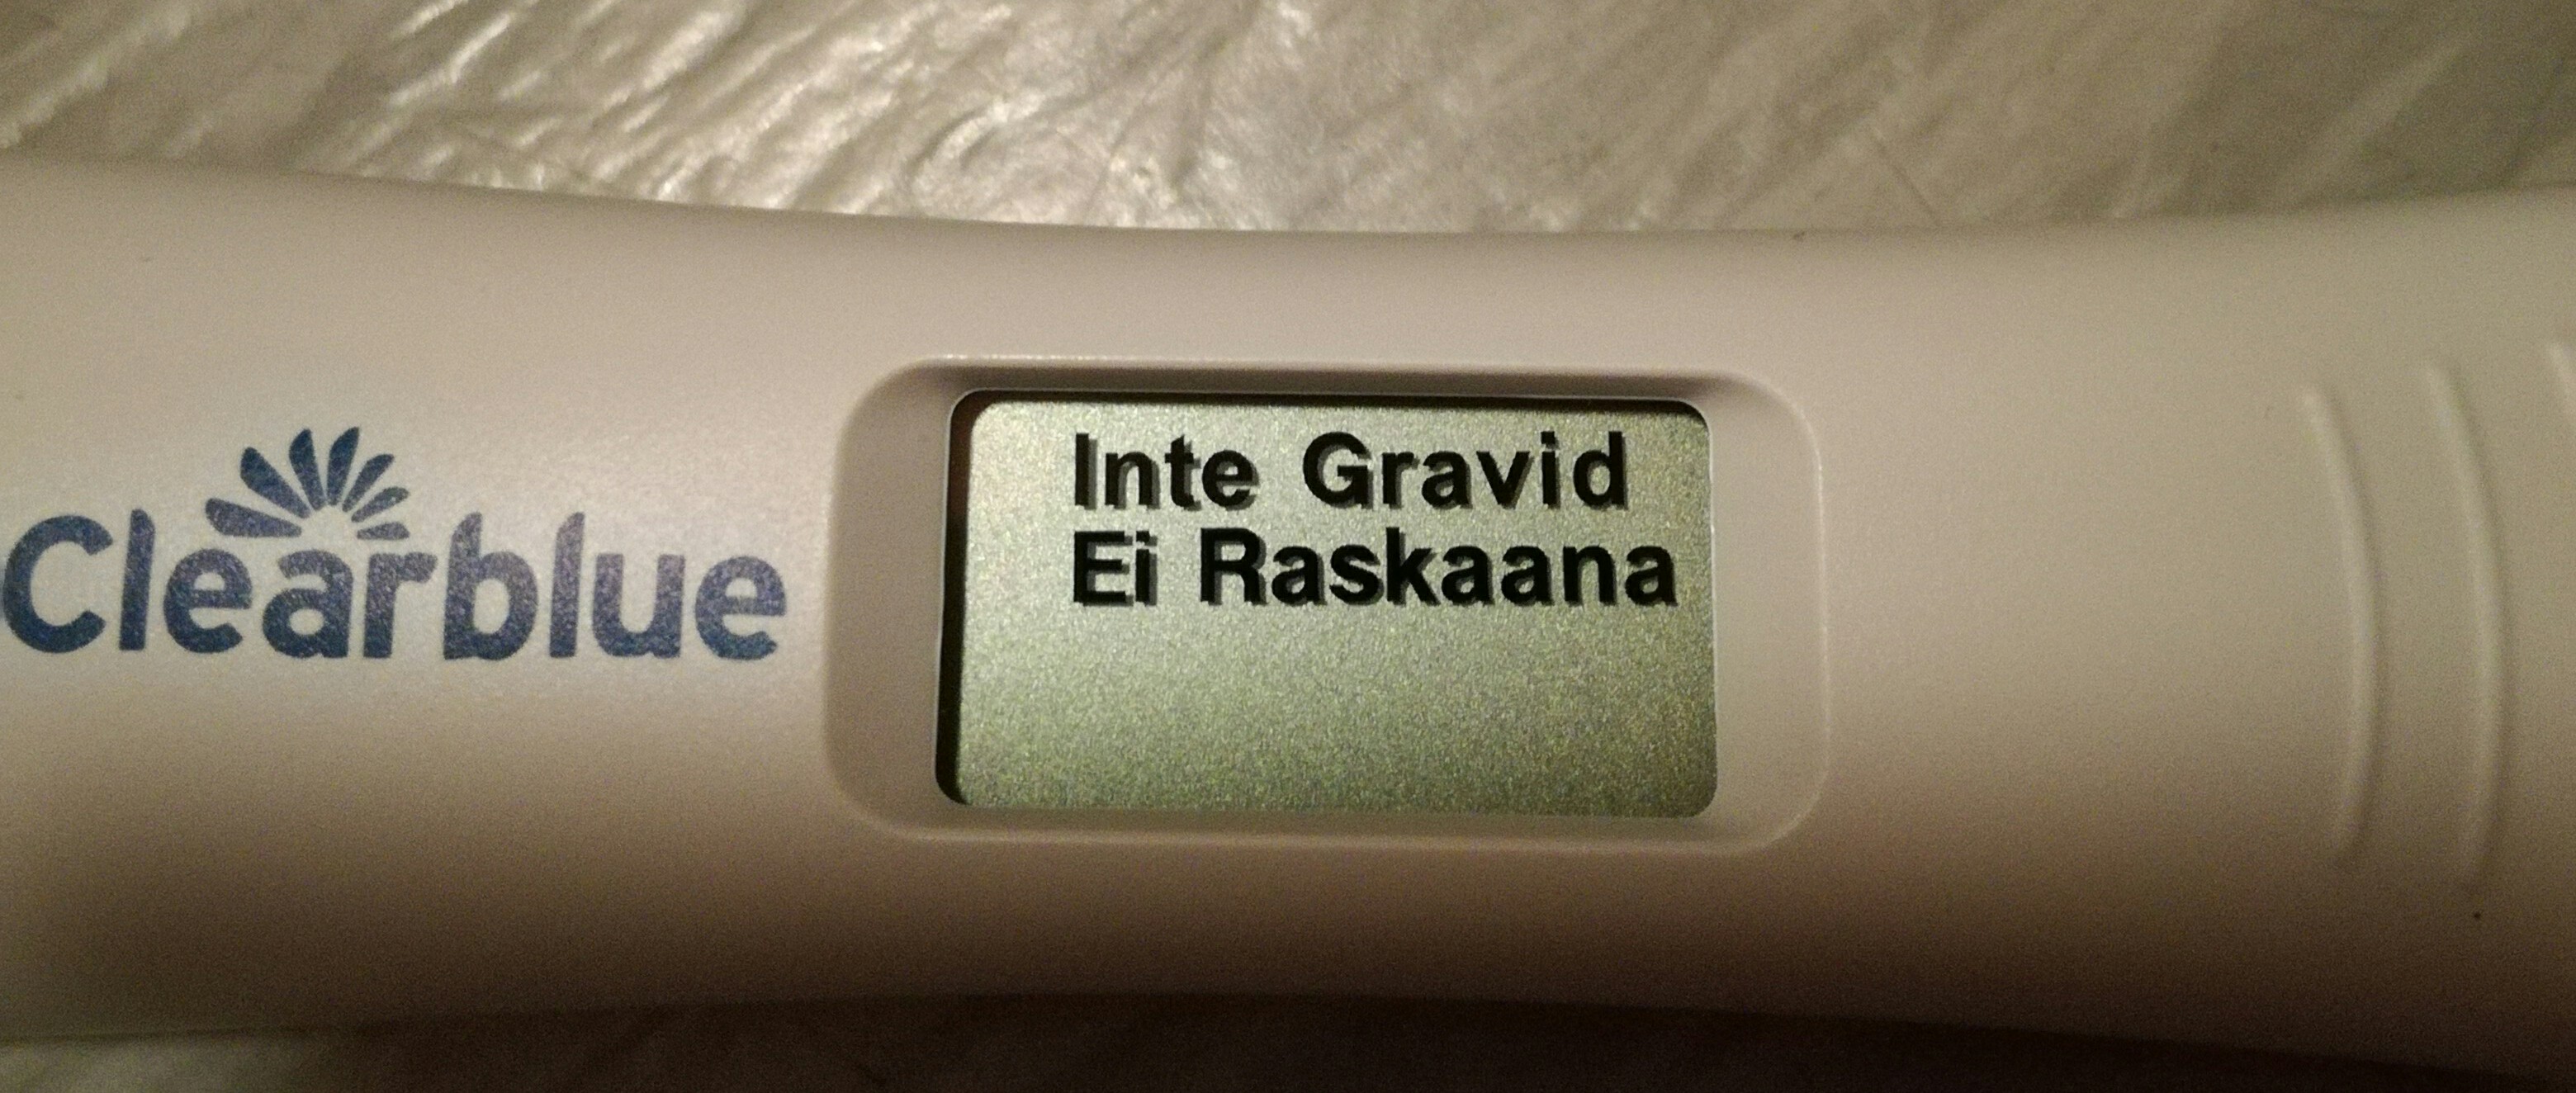 Clearblue
Inte Gravid
Ei Raskaana